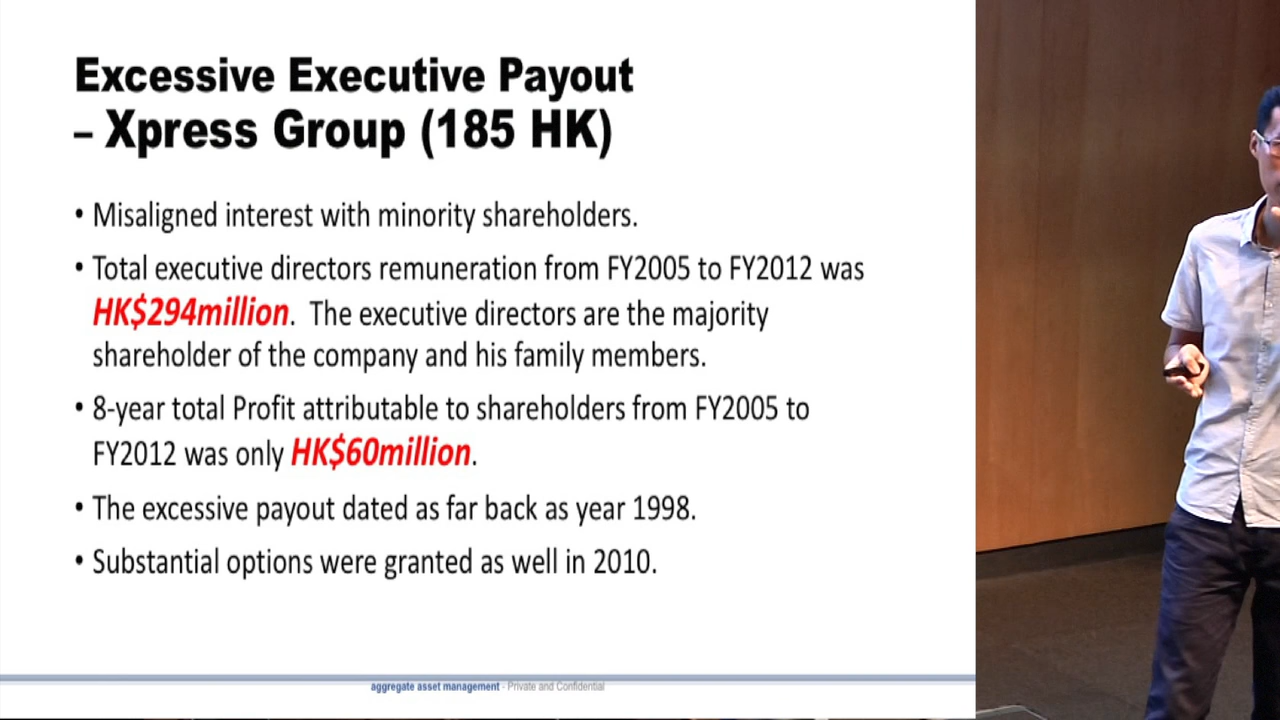 Excessive Executive Payout
– Xpress Group (185 HK)
• Misaligned interest with minority shareholders.
• Total executive directors remuneration from FY2005 to FY2012 was
HK$294million.  The executive directors are the majority
shareholder of the company and his family members.
• 8-year total Profit attributable to shareholders from FY2005 to
FY2012 was only HK$60million.
• The excessive payout dated as far back as year 1998.
• Substantial options were granted as well in 2010.
aggregate asset management - Private and Confidential